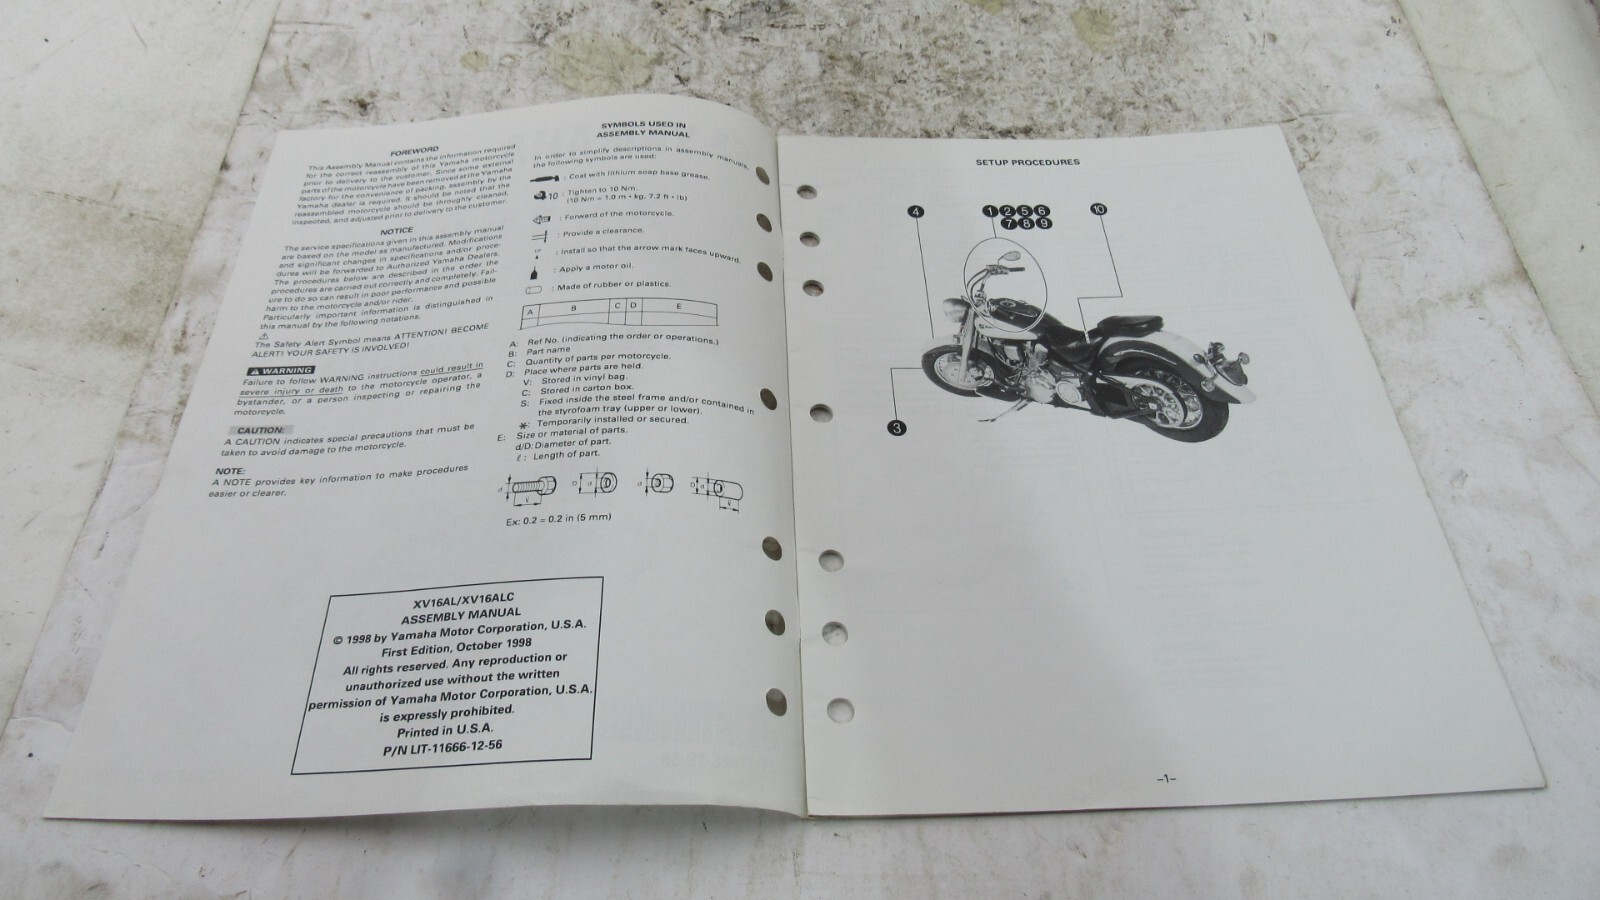 FOREWORD
This Assembly Manual contains the information required
for the correct reassembly of this Yamaha motorcycle
prior to delivery to the customer. Since some external
parts of the motorcycle have been removed at the Yamaha
factory for the convenience of packing, assembly by the
Yamaha dealer is required. It should be noted that the
reassembled motorcycle should be throughly cleaned,
inspected, and adjusted prior to delivery to the customer.
NOTICE
The service specifications given in this assembly manual
are based on the model as manufactured. Modifications
and significant changes in specifications and/or proce-
dures will be forwarded to Authorized Yamaha Dealers.
The procedures below are described in the order the
procedures are carried out correctly and completely. Fail-
ure to do so can result in poor performance and possible
harm to the motorcycle and/or rider.
Particularly important information is distinguished in
this manual by the following notations.
The Safety Alert Symbol means ATTENTION! BECOME
ALERT! YOUR SAFETY IS INVOLVED!
WARNING
Failure to follow WARNING instructions could result in
severe injury or death to the motorcycle operator, a
bystander, or a person inspecting or repairing the
motorcycle.
CAUTION:
A CAUTION indicates special precautions that must be
taken to avoid damage to the motorcycle.
NOTE:
A NOTE provides key information to make procedures
easier or clearer.
SYMBOLS USED IN
ASSEMBLY MANUAL
In order to simplify descriptions in assembly manuals,
the following symbols are used:
: Coat with lithium soap base grease.
10 : Tighten to 10 Nm.
(10 Nm = 1.0 m • kg, 7.2 ft • lb)
: Forward of the motorcycle.
: Provide a clearance.
UP : Install so that the arrow mark faces upward.
: Apply a motor oil.
: Made of rubber or plastics.
A B C D E
A: Ref No. (indicating the order or operations.)
B: Part name
C: Quantity of parts per motorcycle.
D: Place where parts are held.
V: Stored in vinyl bag.
C: Stored in carton box.
S: Fixed inside the steel frame and/or contained in
the styrofoam tray (upper or lower).
*: Temporarily installed or secured.
E: Size or material of parts.
d/D: Diameter of part.
ℓ: Length of part.
d ℓ D d d D d ℓ
Ex: 0.2 = 0.2 in (5 mm)
XV16AL/XV16ALC
ASSEMBLY MANUAL
© 1998 by Yamaha Motor Corporation, U.S.A.
First Edition, October 1998
All rights reserved. Any reproduction or
unauthorized use without the written
permission of Yamaha Motor Corporation, U.S.A.
is expressly prohibited.
Printed in U.S.A.
P/N LIT-11666-12-56
SETUP PROCEDURES
4 1 2 5 6 10
7 8 9
3
–1–